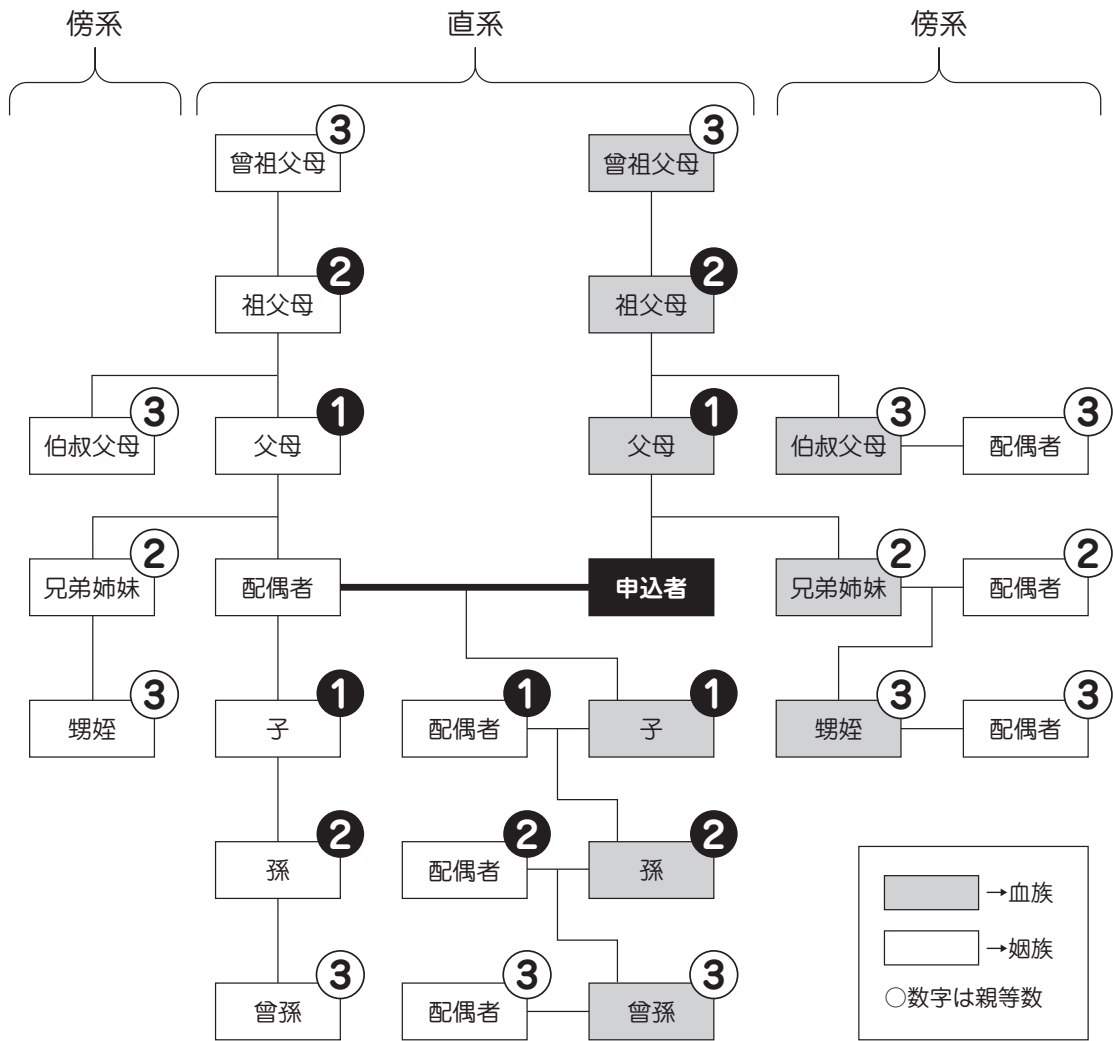 傍系 直系 傍系
③ ③
曾祖父母 曾祖父母
❷ ❷
祖父母 祖父母
③ ❶ ❶ ③ ③
伯叔父母 父母 父母 伯叔父母 配偶者
② ② ②
兄弟姉妹 配偶者 申込者 兄弟姉妹 配偶者
③ ❶ ❶ ❶ ③ ③
甥姪 子 配偶者 子 甥姪 配偶者
❷ ❷ ❷
孫 配偶者 孫
③ ③ ③
曾孫 配偶者 曾孫
→血族
→姻族
○数字は親等数